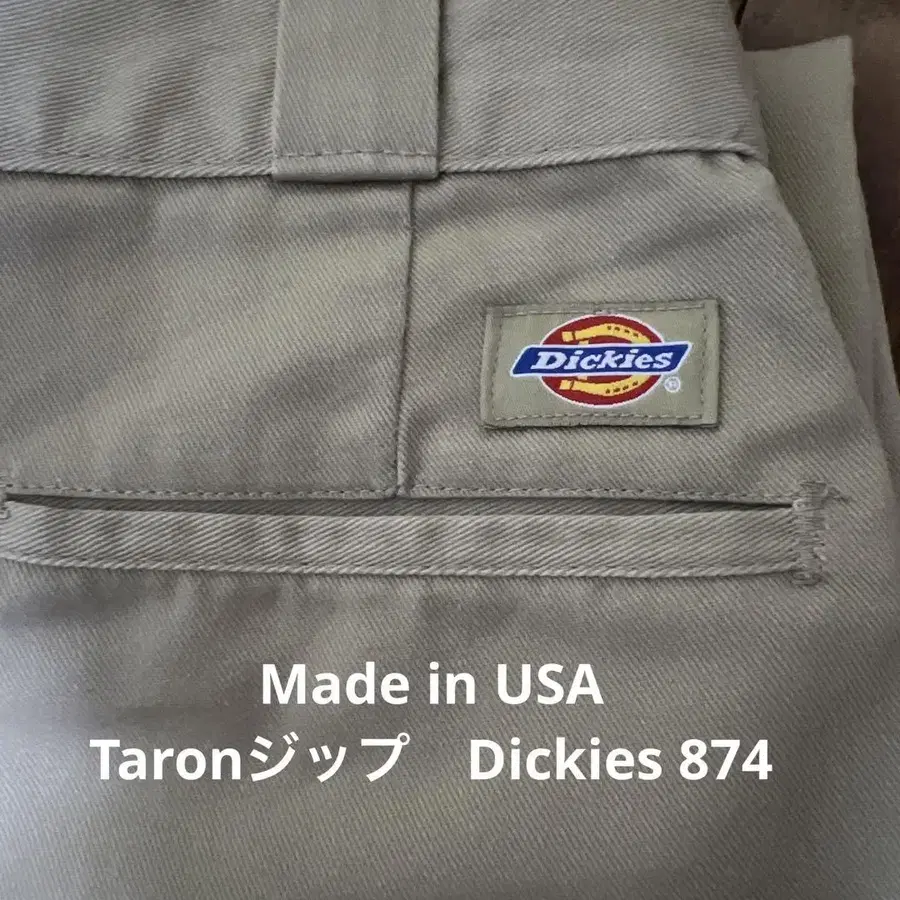 Dickies
®
Made in USA
Taronジップ　Dickies 874